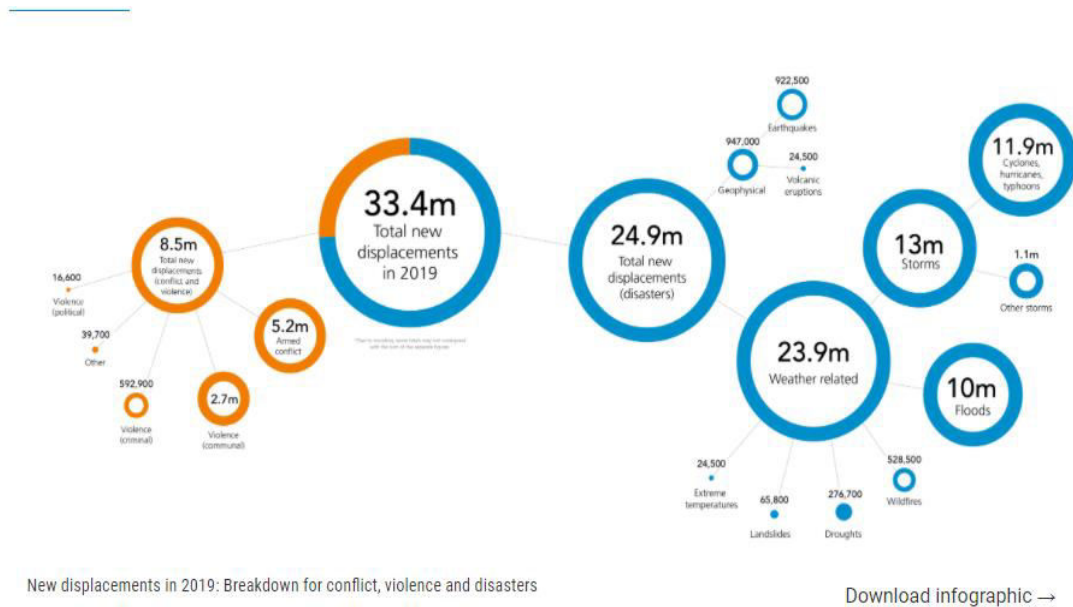 33.4m
Total new
displacements
in 2019
8.5m
Total new
displacements
(conflict and
violence)
16,600
Violence
(political)
39,700
Other
592,900
Violence
(criminal)
2.7m
Violence
(communal)
5.2m
Armed
conflict
24.9m
Total new
displacements
(disasters)
947,000
Geophysical
922,500
Earthquakes
24,500
Volcanic
eruptions
23.9m
Weather related
13m
Storms
11.9m
Cyclones,
hurricanes,
typhoons
1.1m
Other storms
10m
Floods
528,500
Wildfires
276,700
Droughts
65,800
Landslides
24,500
Extreme
temperatures
New displacements in 2019: Breakdown for conflict, violence and disasters
Download infographic →